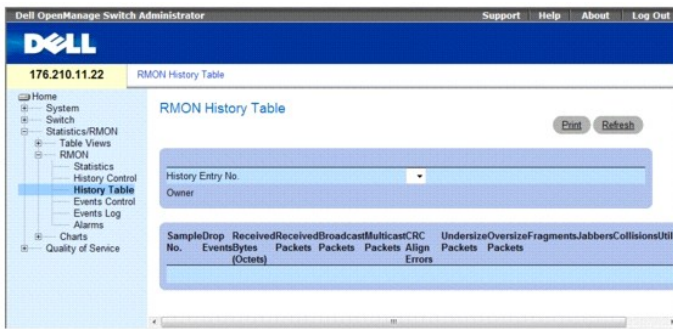 Dell OpenManage Switch Administrator Support Help About Log Out
DELL
176.210.11.22 RMON History Table
Home
System
Switch
Statistics/RMON
Table Views
RMON
Statistics
History Control
History Table
Events Control
Events Log
Alarms
Charts
Quality of Service
RMON History Table
Print Refresh
History Entry No.
Owner
Sample Drop Received Received Broadcast Multicast CRC Undersize Oversize Fragments Jabbers Collisions Util
No. Events Bytes Packets Packets Packets Align Packets Packets
(Octets) Errors